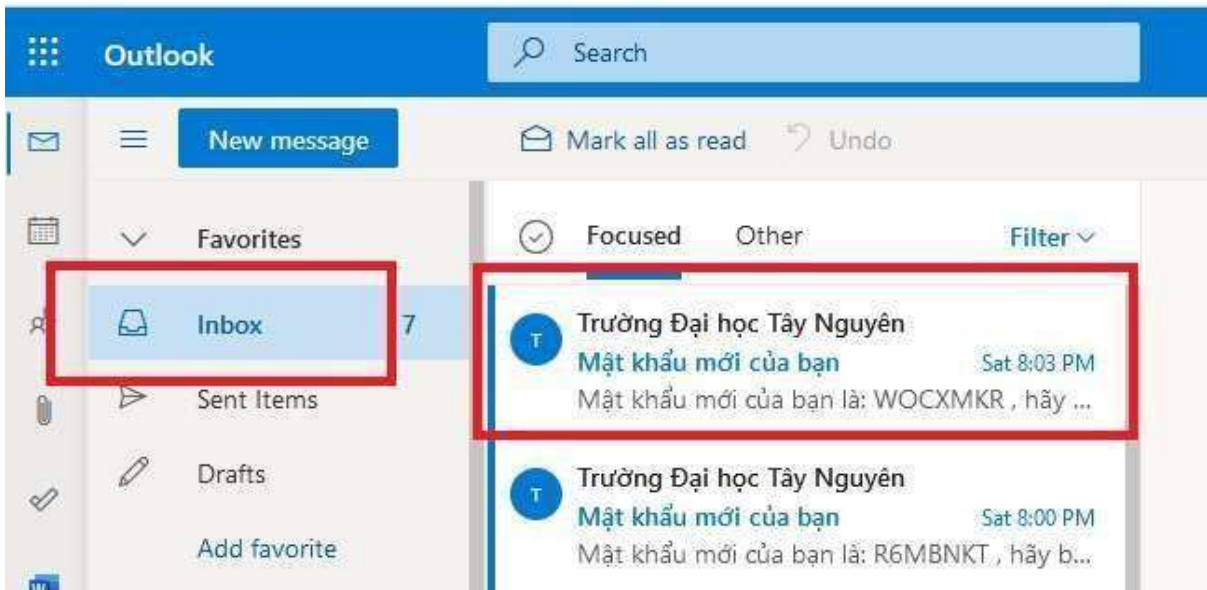 Outlook
Search
New message
Mark all as read Undo
Favorites
Focused Other Filter
Inbox 7
Trường Đại học Tây Nguyên
Mật khẩu mới của bạn Sat 8:03 PM
Mật khẩu mới của bạn là: WOCXMKR , hãy ...
Sent Items
Drafts
Trường Đại học Tây Nguyên
Mật khẩu mới của bạn Sat 8:00 PM
Mật khẩu mới của bạn là: R6MBNKT , hãy b...
Add favorite
T
T
W